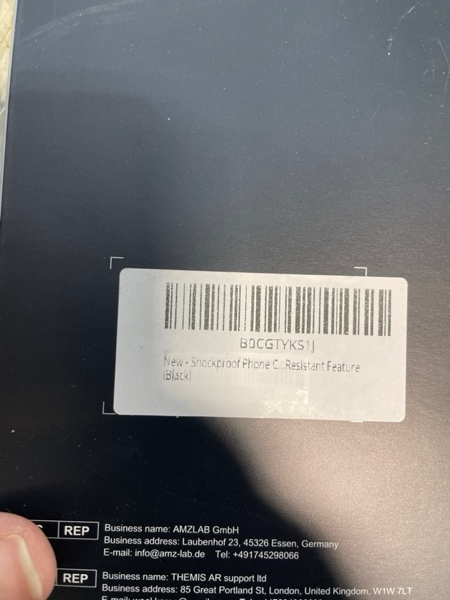 B0CGTYKS1J
New - Shockproof Phone C...Resistant Feature
(Black)
REP
Business name: AMZLAB GmbH
Business address: Laubenhof 23, 45326 Essen, Germany
E-mail: info@amz-lab.de Tel: +491745298066
REP
Business name: THEMIS AR support ltd
Business address: 85 Great Portland St, London, United Kingdom, W1W 7LT